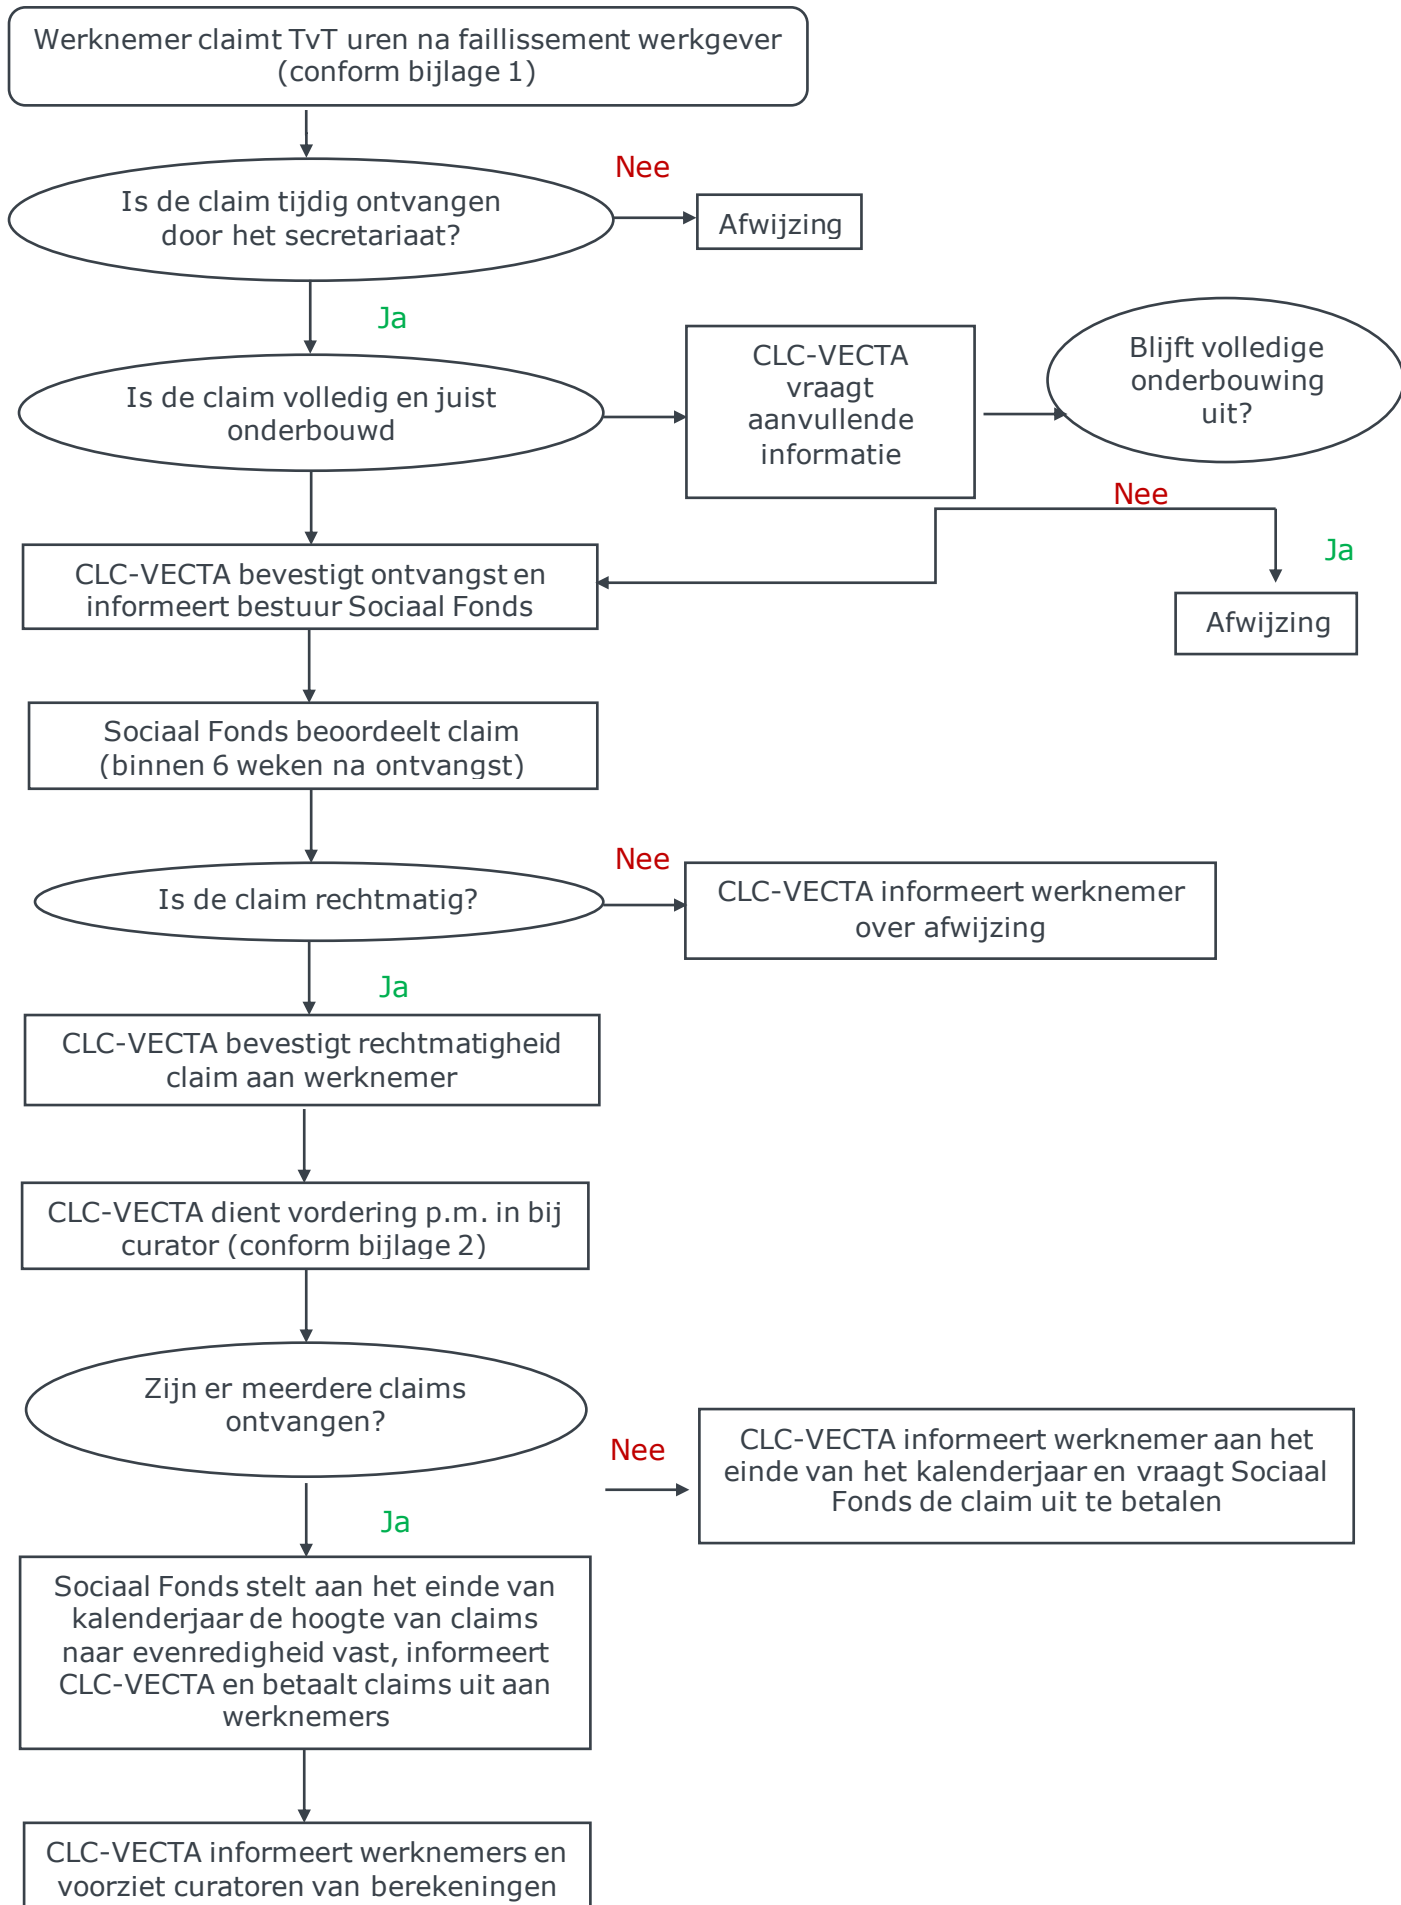 Werknemer claimt TvT uren na faillissement werkgever
(conform bijlage 1)
Nee
Is de claim tijdig ontvangen
door het secretariaat?
Afwijzing
Ja
CLC-VECTA
vraagt
aanvullende
informatie
Blijft volledige
onderbouwing
uit?
Is de claim volledig en juist
onderbouwd
Nee
Ja
CLC-VECTA bevestigt ontvangst en
informeert bestuur Sociaal Fonds
Afwijzing
Sociaal Fonds beoordeelt claim
(binnen 6 weken na ontvangst)
Nee
Is de claim rechtmatig?
CLC-VECTA informeert werknemer
over afwijzing
Ja
CLC-VECTA bevestigt rechtmatigheid
claim aan werknemer
CLC-VECTA dient vordering p.m. in bij
curator (conform bijlage 2)
Zijn er meerdere claims
ontvangen?
Nee
CLC-VECTA informeert werknemer aan het
einde van het kalenderjaar en vraagt Sociaal
Fonds de claim uit te betalen
Ja
Sociaal Fonds stelt aan het einde van
kalenderjaar de hoogte van claims
naar evenredigheid vast, informeert
CLC-VECTA en betaalt claims uit aan
werknemers
CLC-VECTA informeert werknemers en
voorziet curatoren van berekeningen